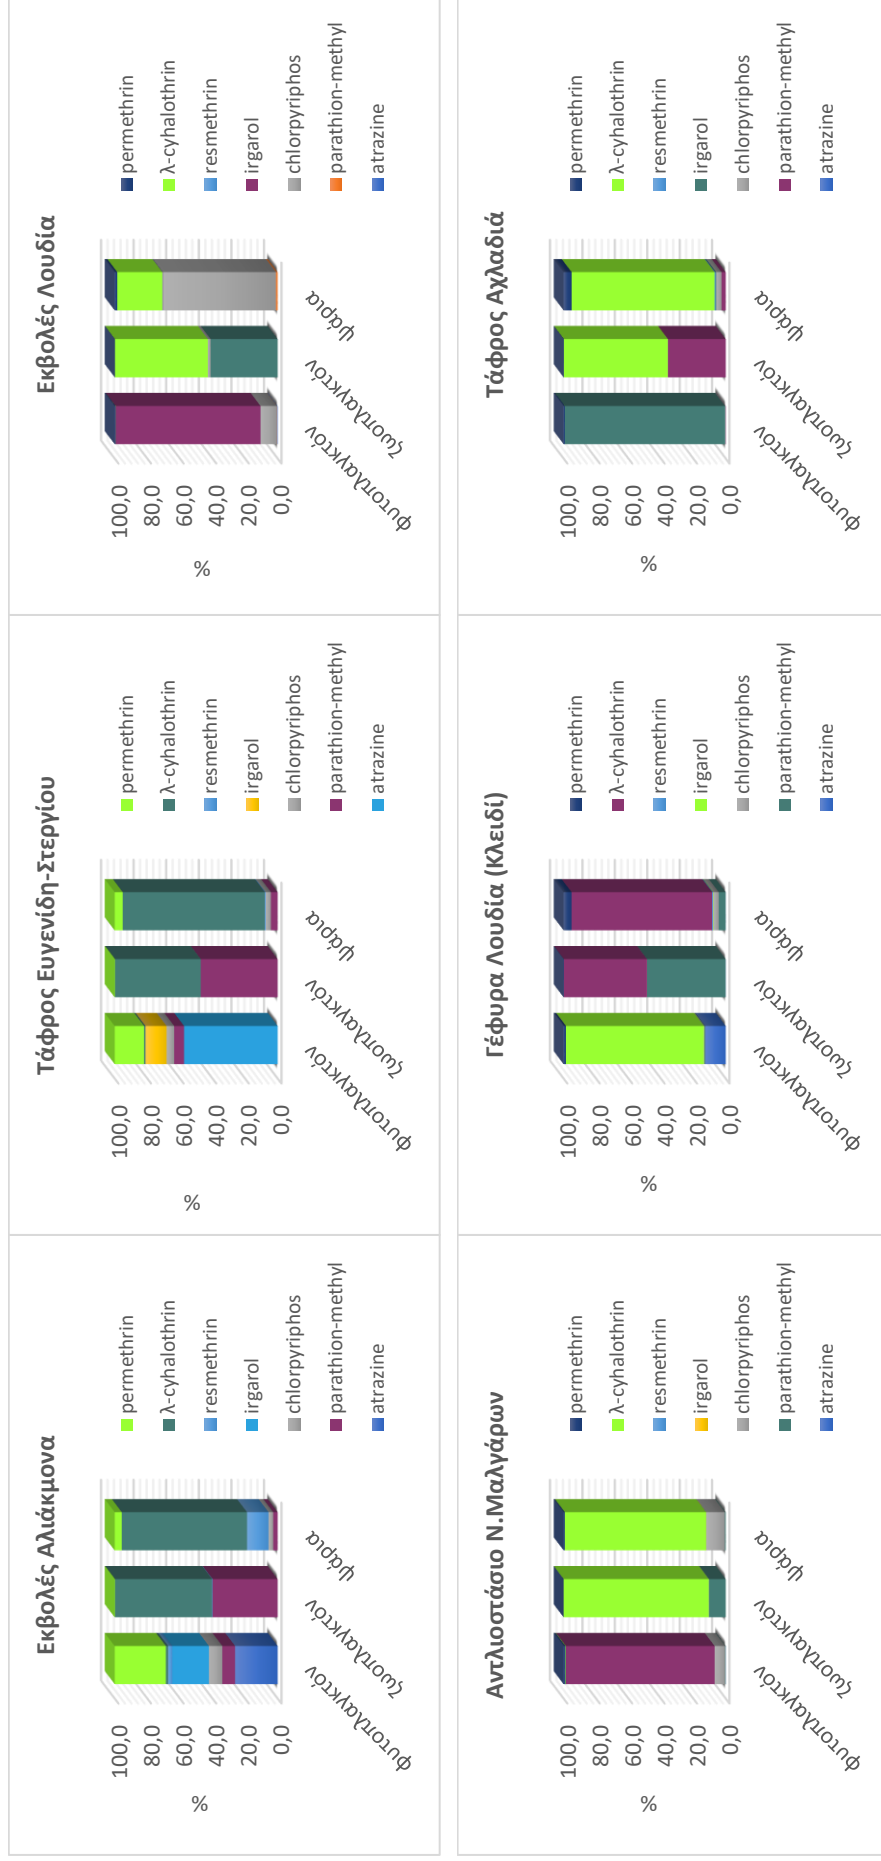 Εκβολές Αλιάκμονα
%
100,0
80,0
60,0
40,0
20,0
0,0
φυτοπλαγκτόν
ζωοπλαγκτόν
ψάρια
permethrin
λ-cyhalothrin
resmethrin
irgarol
chlorpyriphos
parathion-methyl
atrazine
Τάφρος Ευγενίδη-Στεργίου
%
100,0
80,0
60,0
40,0
20,0
0,0
φυτοπλαγκτόν
ζωοπλαγκτόν
ψάρια
permethrin
λ-cyhalothrin
resmethrin
irgarol
chlorpyriphos
parathion-methyl
atrazine
Εκβολές Λουδία
%
100,0
80,0
60,0
40,0
20,0
0,0
φυτοπλαγκτόν
ζωοπλαγκτόν
ψάρια
permethrin
λ-cyhalothrin
resmethrin
irgarol
chlorpyriphos
parathion-methyl
atrazine
Αντλιοστάσιο Ν.Μαλγάρων
%
100,0
80,0
60,0
40,0
20,0
0,0
φυτοπλαγκτόν
ζωοπλαγκτόν
ψάρια
permethrin
λ-cyhalothrin
resmethrin
irgarol
chlorpyriphos
parathion-methyl
atrazine
Γέφυρα Λουδία (Κλειδί)
%
100,0
80,0
60,0
40,0
20,0
0,0
φυτοπλαγκτόν
ζωοπλαγκτόν
ψάρια
permethrin
λ-cyhalothrin
resmethrin
irgarol
chlorpyriphos
parathion-methyl
atrazine
Τάφρος Αχλαδιά
%
100,0
80,0
60,0
40,0
20,0
0,0
φυτοπλαγκτόν
ζωοπλαγκτόν
ψάρια
permethrin
λ-cyhalothrin
resmethrin
irgarol
chlorpyriphos
parathion-methyl
atrazine